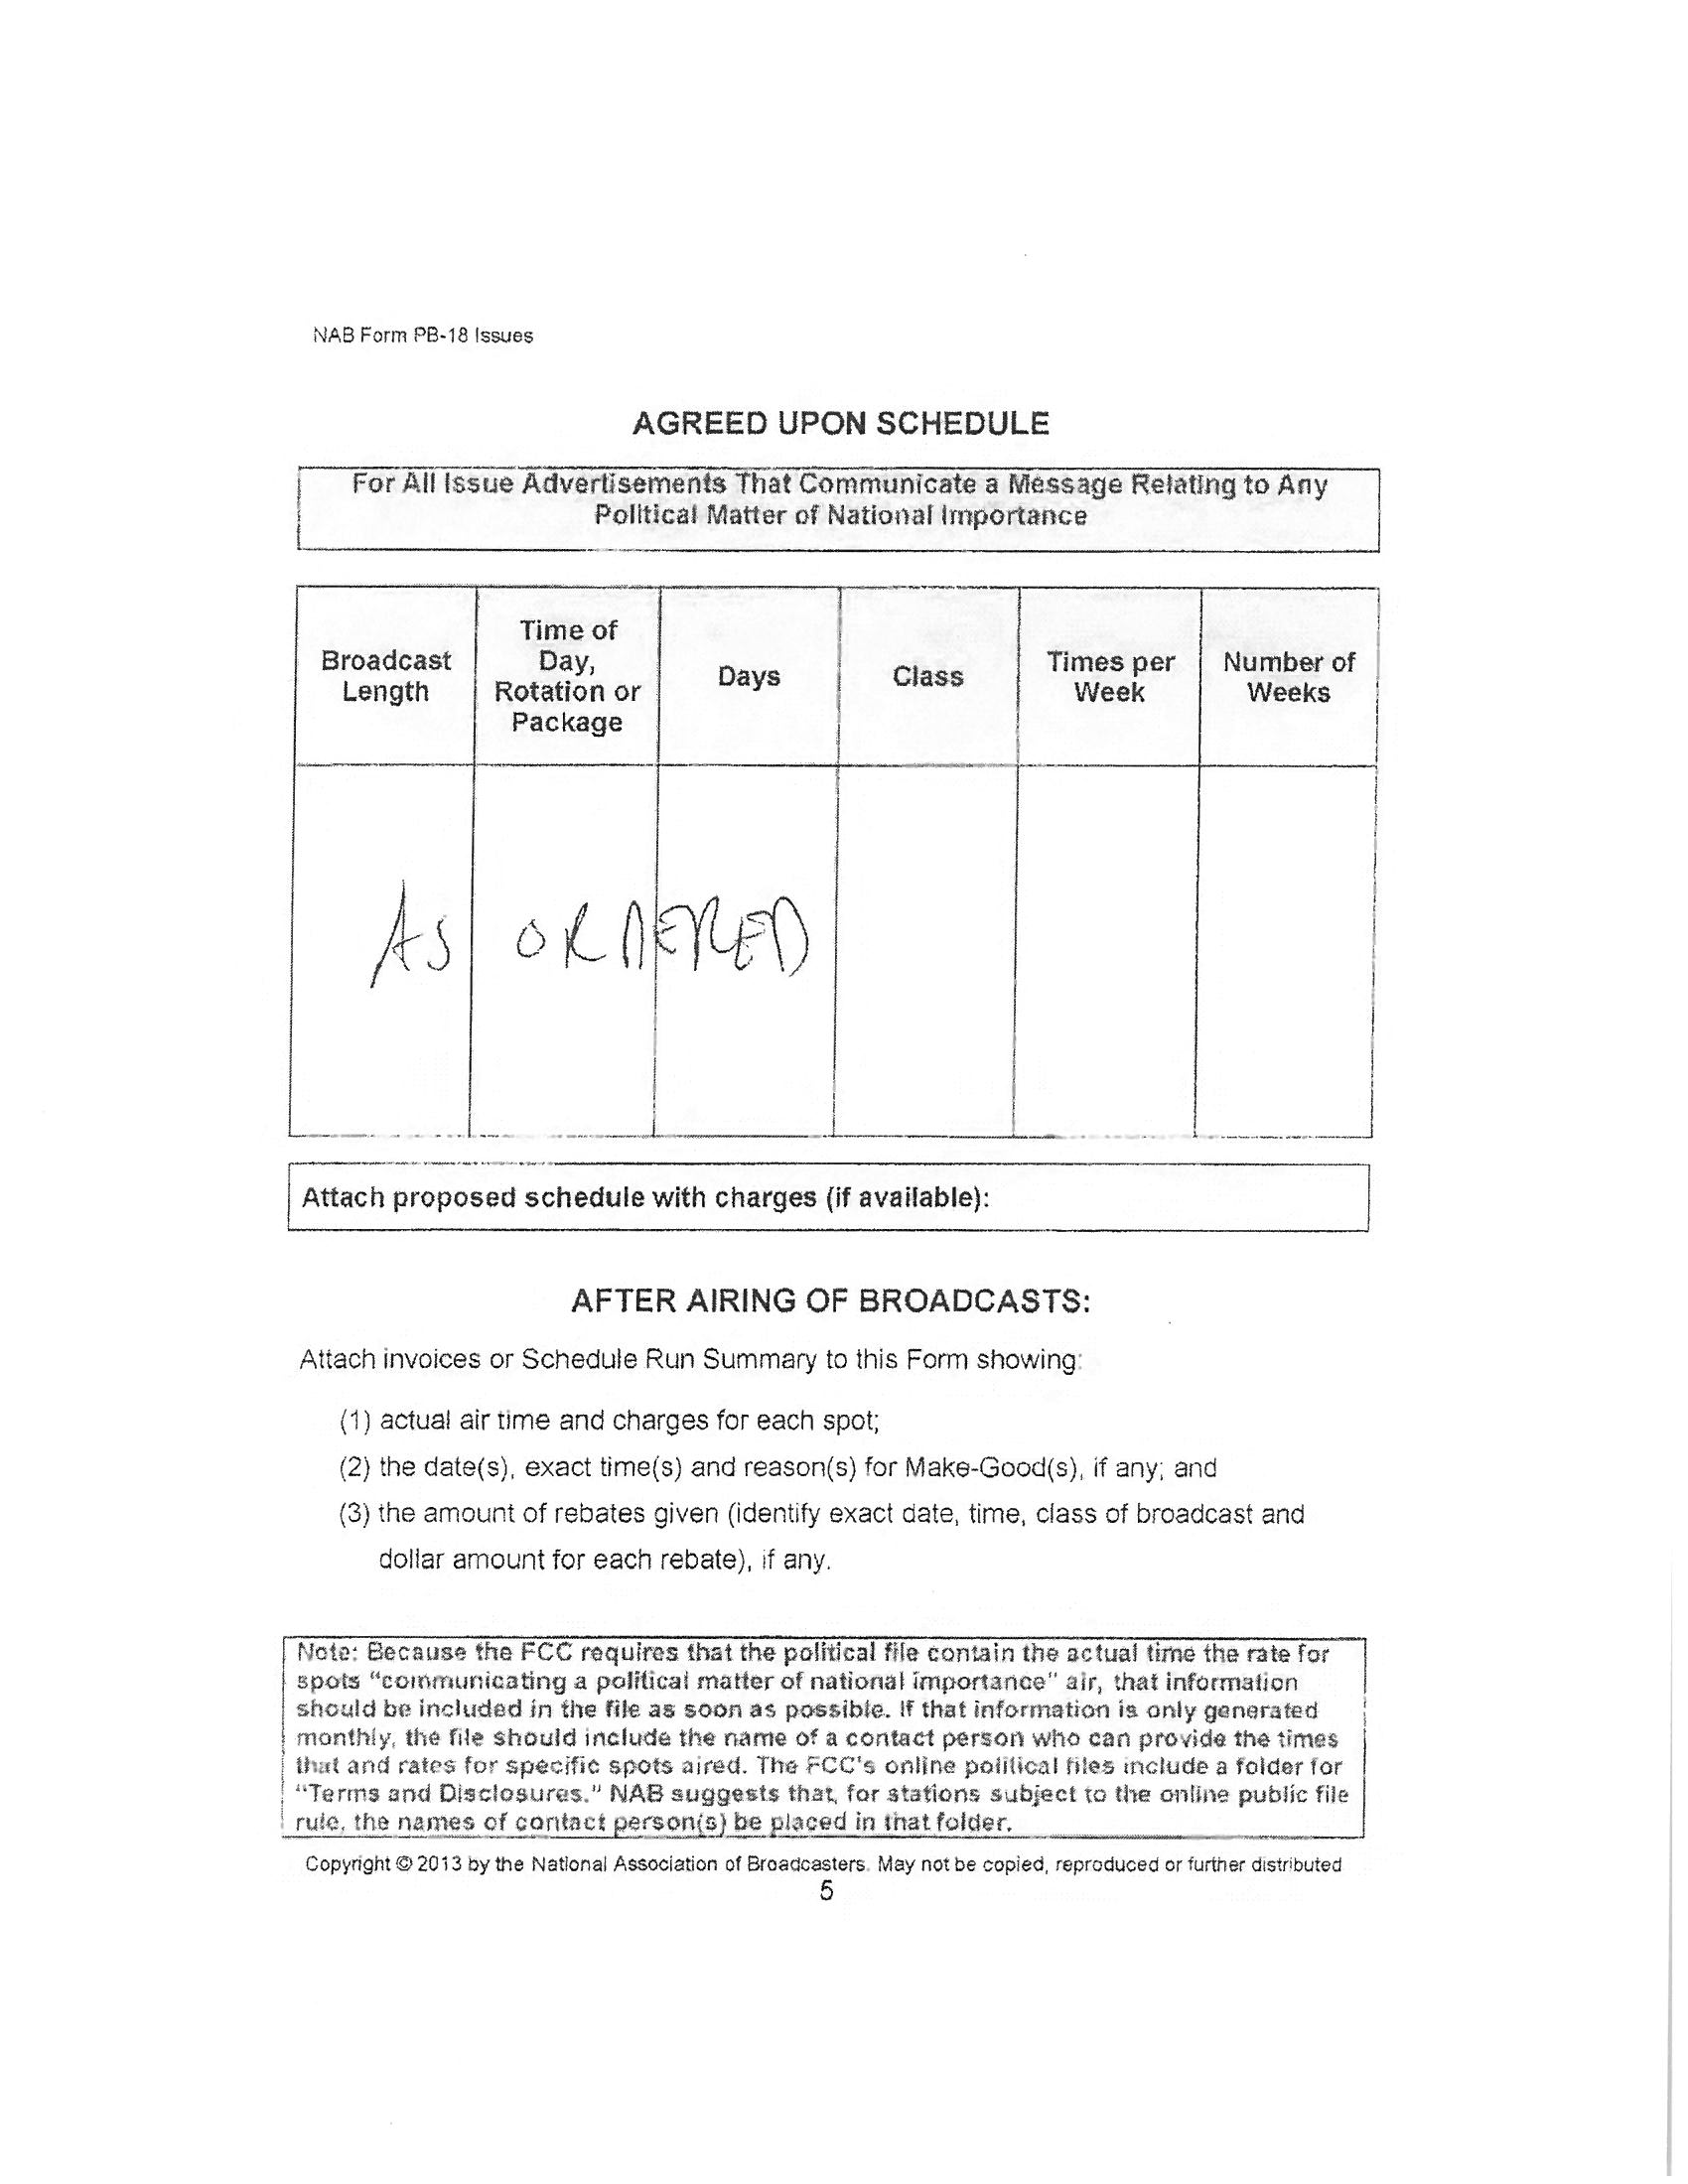 NAB Form PB-18 Issues
AGREED UPON SCHEDULE
For All Issue Advertisements That Communicate a Message Relating to Any
Political Matter of National Importance
Broadcast Length
Time of Day, Rotation or Package
Days
Class
Times per Week
Number of Weeks
AS ORDERED
Attach proposed schedule with charges (if available):
AFTER AIRING OF BROADCASTS:
Attach invoices or Schedule Run Summary to this Form showing:
(1) actual air time and charges for each spot;
(2) the date(s), exact time(s) and reason(s) for Make-Good(s), if any; and
(3) the amount of rebates given (identify exact date, time, class of broadcast and
dollar amount for each rebate), if any.
Note: Because the FCC requires that the political file contain the actual time the rate for
spots “communicating a political matter of national importance” air, that information
should be included in the file as soon as possible. If that information is only generated
monthly, the file should include the name of a contact person who can provide the times
that and rates for specific spots aired. The FCC's online political files include a folder for
“Terms and Disclosures.” NAB suggests that, for stations subject to the online public file
rule, the names of contact person(s) be placed in that folder.
Copyright © 2013 by the National Association of Broadcasters. May not be copied, reproduced or further distributed
5